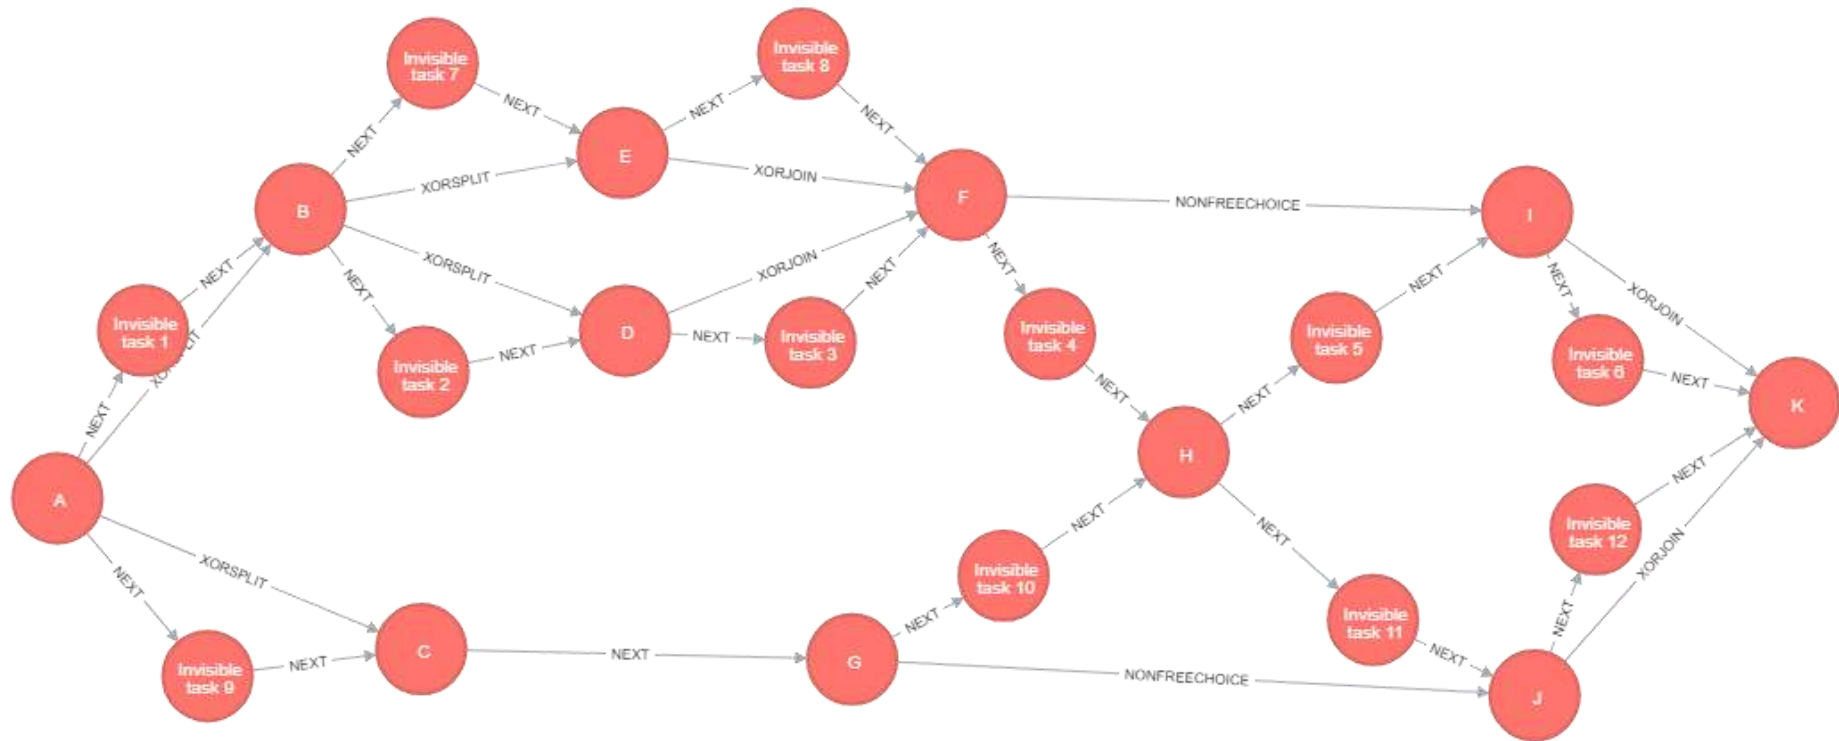 Invisible
task 7
Invisible
task 8
NEXT
NEXT
NEXT
NEXT
E
XORJOIN
XORSPLIT
B
F
NONFREECHOICE
I
XORSPLIT
XORJOIN
NEXT
NEXT
NEXT
NEXT
NEXT
NEXT
XORJOIN
Invisible
task 1
XORSPLIT
D
NEXT
Invisible
task 3
Invisible
task 4
Invisible
task 5
Invisible
task 6
NEXT
Invisible
task 2
NEXT
NEXT
NEXT
K
NEXT
H
NEXT
A
NEXT
NEXT
Invisible
task 12
XORSPLIT
NEXT
Invisible
task 10
XORJOIN
NEXT
NEXT
Invisible
task 11
C
NEXT
G
NEXT
NEXT
Invisible
task 9
NONFREECHOICE
J